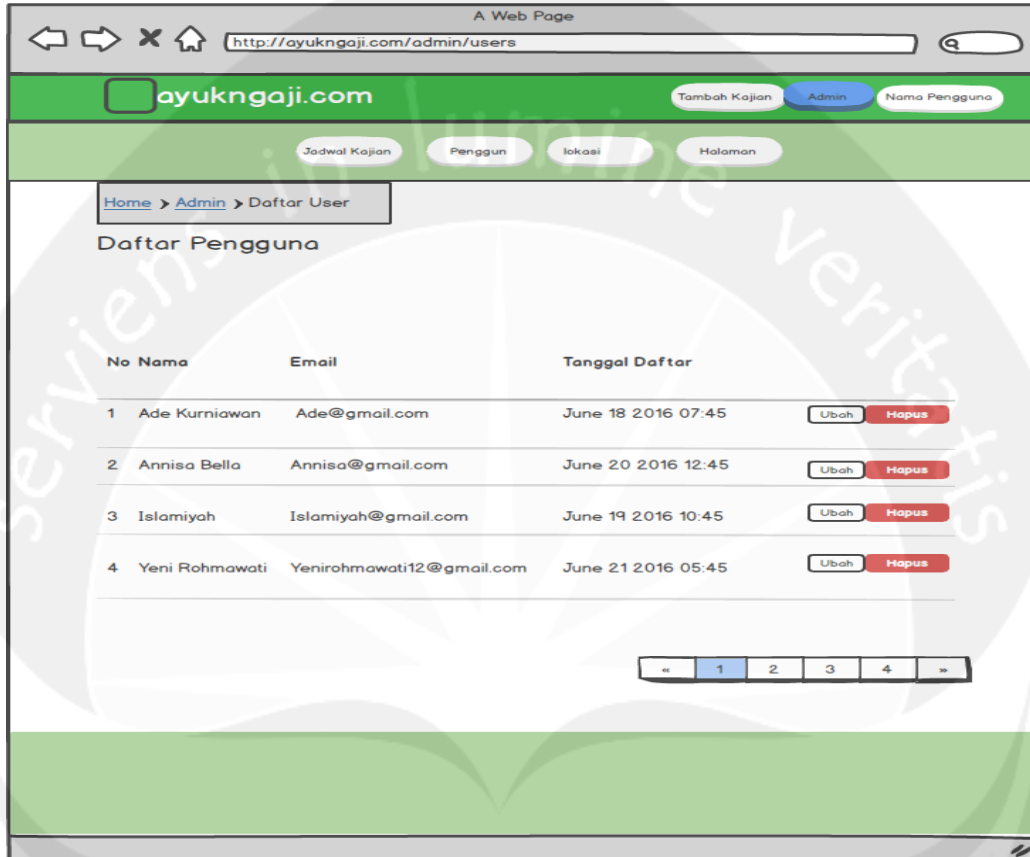 A Web Page
http://ayukngaji.com/admin/users
ayukngaji.com
Tambah Kajian Admin Nama Pengguna
Jadwal Kajian Penggun lokasi Halaman
Home > Admin > Daftar User
Daftar Pengguna
No Nama Email Tanggal Daftar
1 Ade Kurniawan Ade@gmail.com June 18 2016 07:45 Ubah Hapus
2 Annisa Bella Annisa@gmail.com June 20 2016 12:45 Ubah Hapus
3 Islamiyah Islamiyah@gmail.com June 19 2016 10:45 Ubah Hapus
4 Yeni Rohmawati Yenirohmawati12@gmail.com June 21 2016 05:45 Ubah Hapus
« 1 2 3 4 »
serviens in lumine veritatis